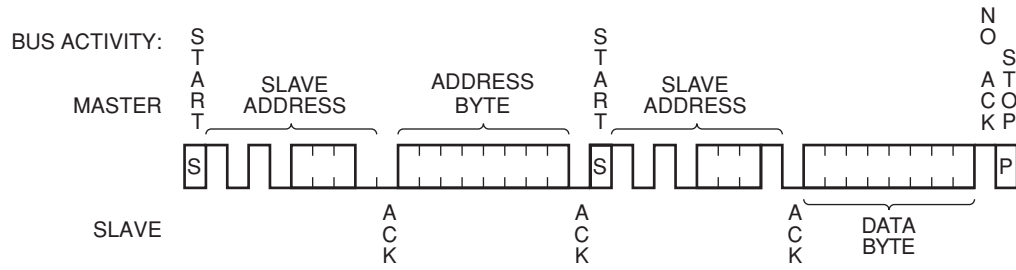 BUS ACTIVITY:
MASTER
START
SLAVE
ADDRESS
ADDRESS
BYTE
START
SLAVE
ADDRESS
NO ACK
STOP
S
S
P
SLAVE
ACK
ACK
ACK
DATA
BYTE